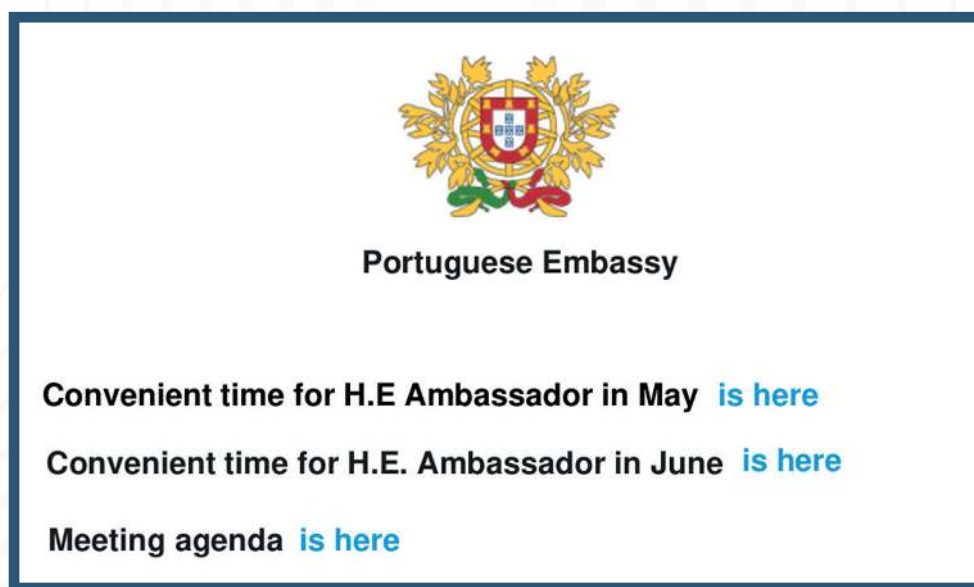 Portuguese Embassy
Convenient time for H.E Ambassador in May is here
Convenient time for H.E. Ambassador in June is here
Meeting agenda is here